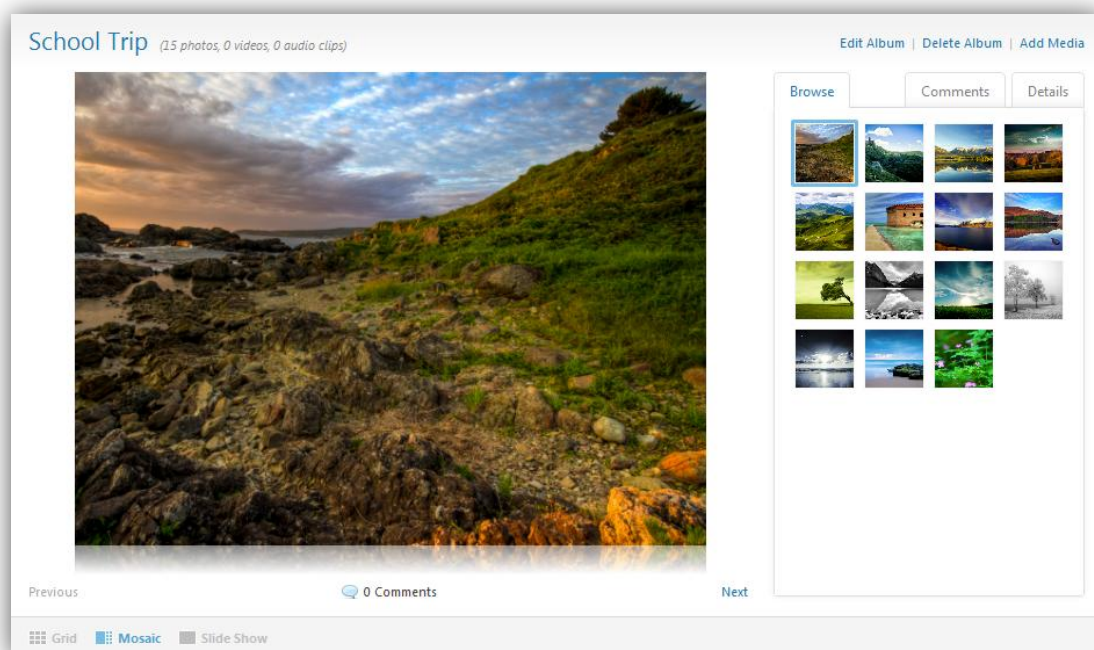 School Trip (15 photos, 0 videos, 0 audio clips)
Edit Album | Delete Album | Add Media
Browse
Comments
Details
Previous
0 Comments
Next
Grid
Mosaic
Slide Show